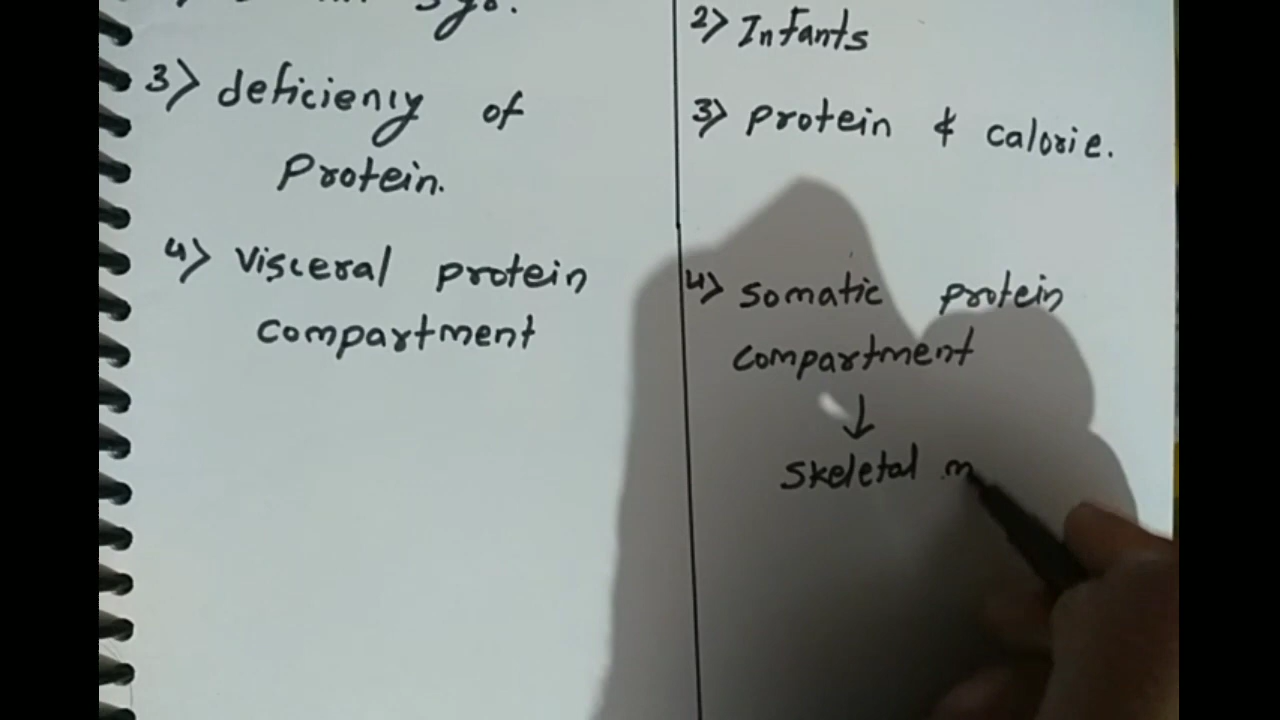 3> deficiency of
Protein.
4> Visceral protein
compartment
2> Infants
3> Protein & calorie.
4> Somatic protein
compartment
↓
Skeletal m